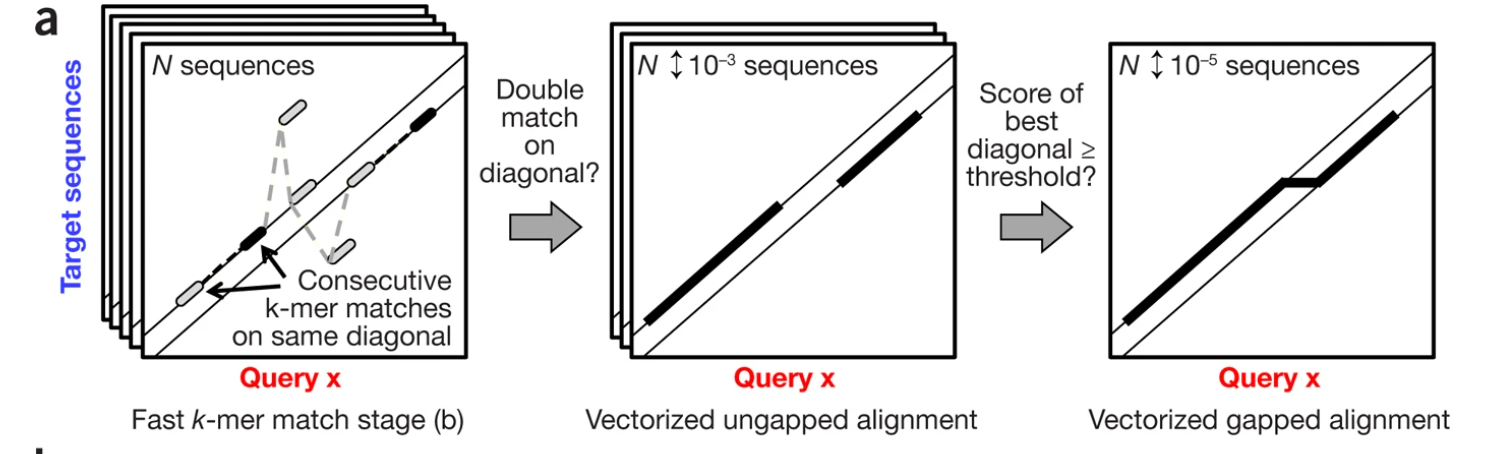 a
Target sequences
N sequences
Consecutive
k-mer matches
on same diagonal
Query x
Fast k-mer match stage (b)
Double
match
on
diagonal?
N ↕ 10⁻³ sequences
Query x
Vectorized ungapped alignment
Score of
best
diagonal ≥
threshold?
N ↕ 10⁻⁵ sequences
Query x
Vectorized gapped alignment